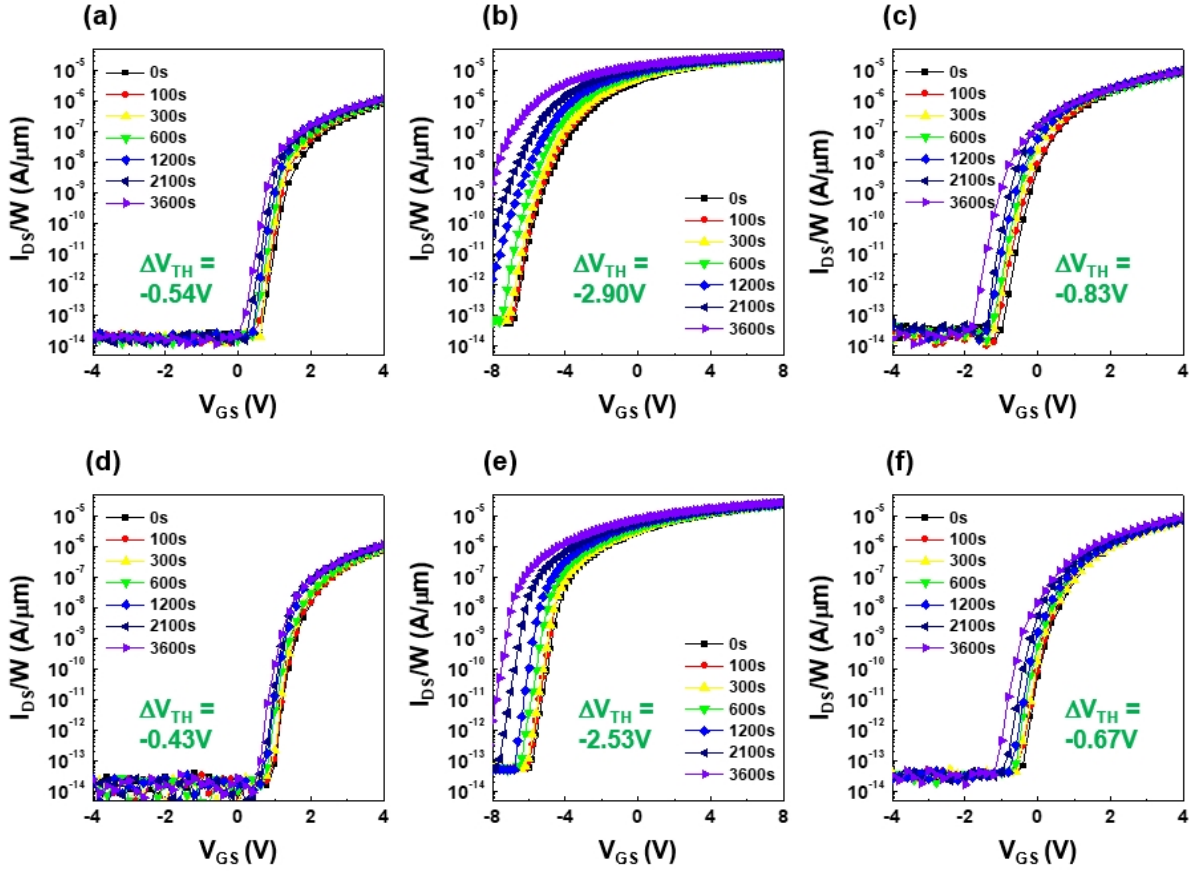 (a)
I_DS/W (A/μm)
10^-5
10^-6
10^-7
10^-8
10^-9
10^-10
10^-11
10^-12
10^-13
10^-14
0s
100s
300s
600s
1200s
2100s
3600s
ΔV_TH =
-0.54V
-4 -2 0 2 4
V_GS (V)
(b)
I_DS/W (A/μm)
10^-5
10^-6
10^-7
10^-8
10^-9
10^-10
10^-11
10^-12
10^-13
10^-14
0s
100s
300s
600s
1200s
2100s
3600s
ΔV_TH =
-2.90V
-8 -4 0 4 8
V_GS (V)
(c)
I_DS/W (A/μm)
10^-5
10^-6
10^-7
10^-8
10^-9
10^-10
10^-11
10^-12
10^-13
10^-14
0s
100s
300s
600s
1200s
2100s
3600s
ΔV_TH =
-0.83V
-4 -2 0 2 4
V_GS (V)
(d)
I_DS/W (A/μm)
10^-5
10^-6
10^-7
10^-8
10^-9
10^-10
10^-11
10^-12
10^-13
10^-14
0s
100s
300s
600s
1200s
2100s
3600s
ΔV_TH =
-0.43V
-4 -2 0 2 4
V_GS (V)
(e)
I_DS/W (A/μm)
10^-5
10^-6
10^-7
10^-8
10^-9
10^-10
10^-11
10^-12
10^-13
10^-14
0s
100s
300s
600s
1200s
2100s
3600s
ΔV_TH =
-2.53V
-8 -4 0 4 8
V_GS (V)
(f)
I_DS/W (A/μm)
10^-5
10^-6
10^-7
10^-8
10^-9
10^-10
10^-11
10^-12
10^-13
10^-14
0s
100s
300s
600s
1200s
2100s
3600s
ΔV_TH =
-0.67V
-4 -2 0 2 4
V_GS (V)